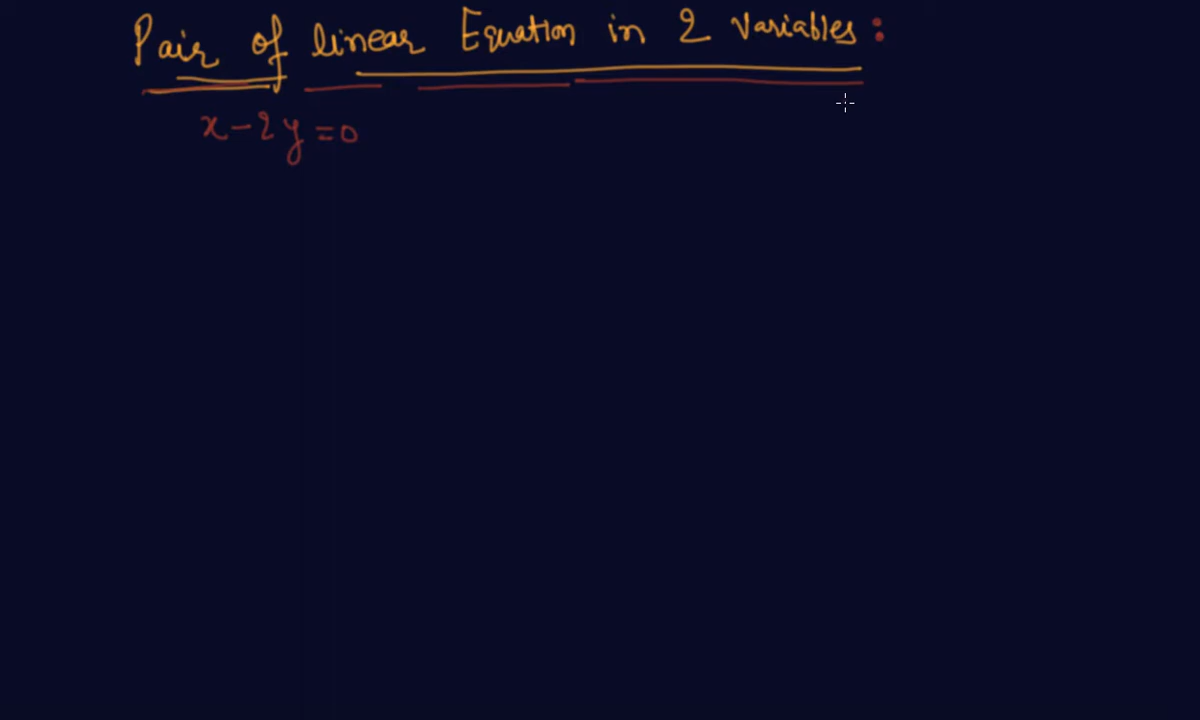 Pair of linear Equation in 2 variables:
x-2y=0